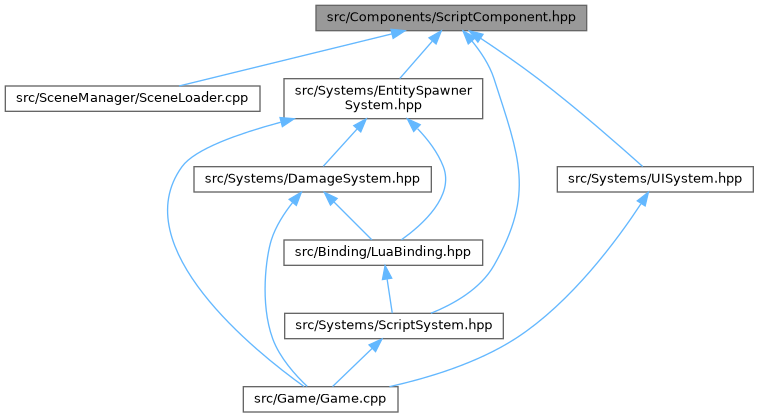 src/Components/ScriptComponent.hpp
src/SceneManager/SceneLoader.cpp
src/Systems/EntitySpawner
System.hpp
src/Systems/DamageSystem.hpp
src/Systems/UISystem.hpp
src/Binding/LuaBinding.hpp
src/Systems/ScriptSystem.hpp
src/Game/Game.cpp